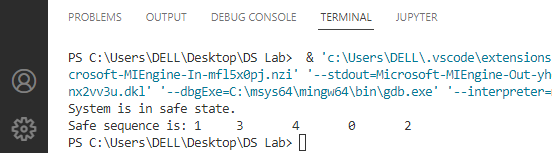 PROBLEMS OUTPUT DEBUG CONSOLE TERMINAL JUPYTER
PS C:\Users\DELL\Desktop\DS Lab>  & 'c:\Users\DELL\.vscode\extensions
crosoft-MIEngine-In-mfl5x0pj.nzi' '--stdout=Microsoft-MIEngine-Out-yh
nx2vv3u.dkl' '--dbgExe=C:\msys64\mingw64\bin\gdb.exe' '--interpreter=
System is in safe state.
Safe sequence is: 1 3 4 0 2
PS C:\Users\DELL\Desktop\DS Lab>